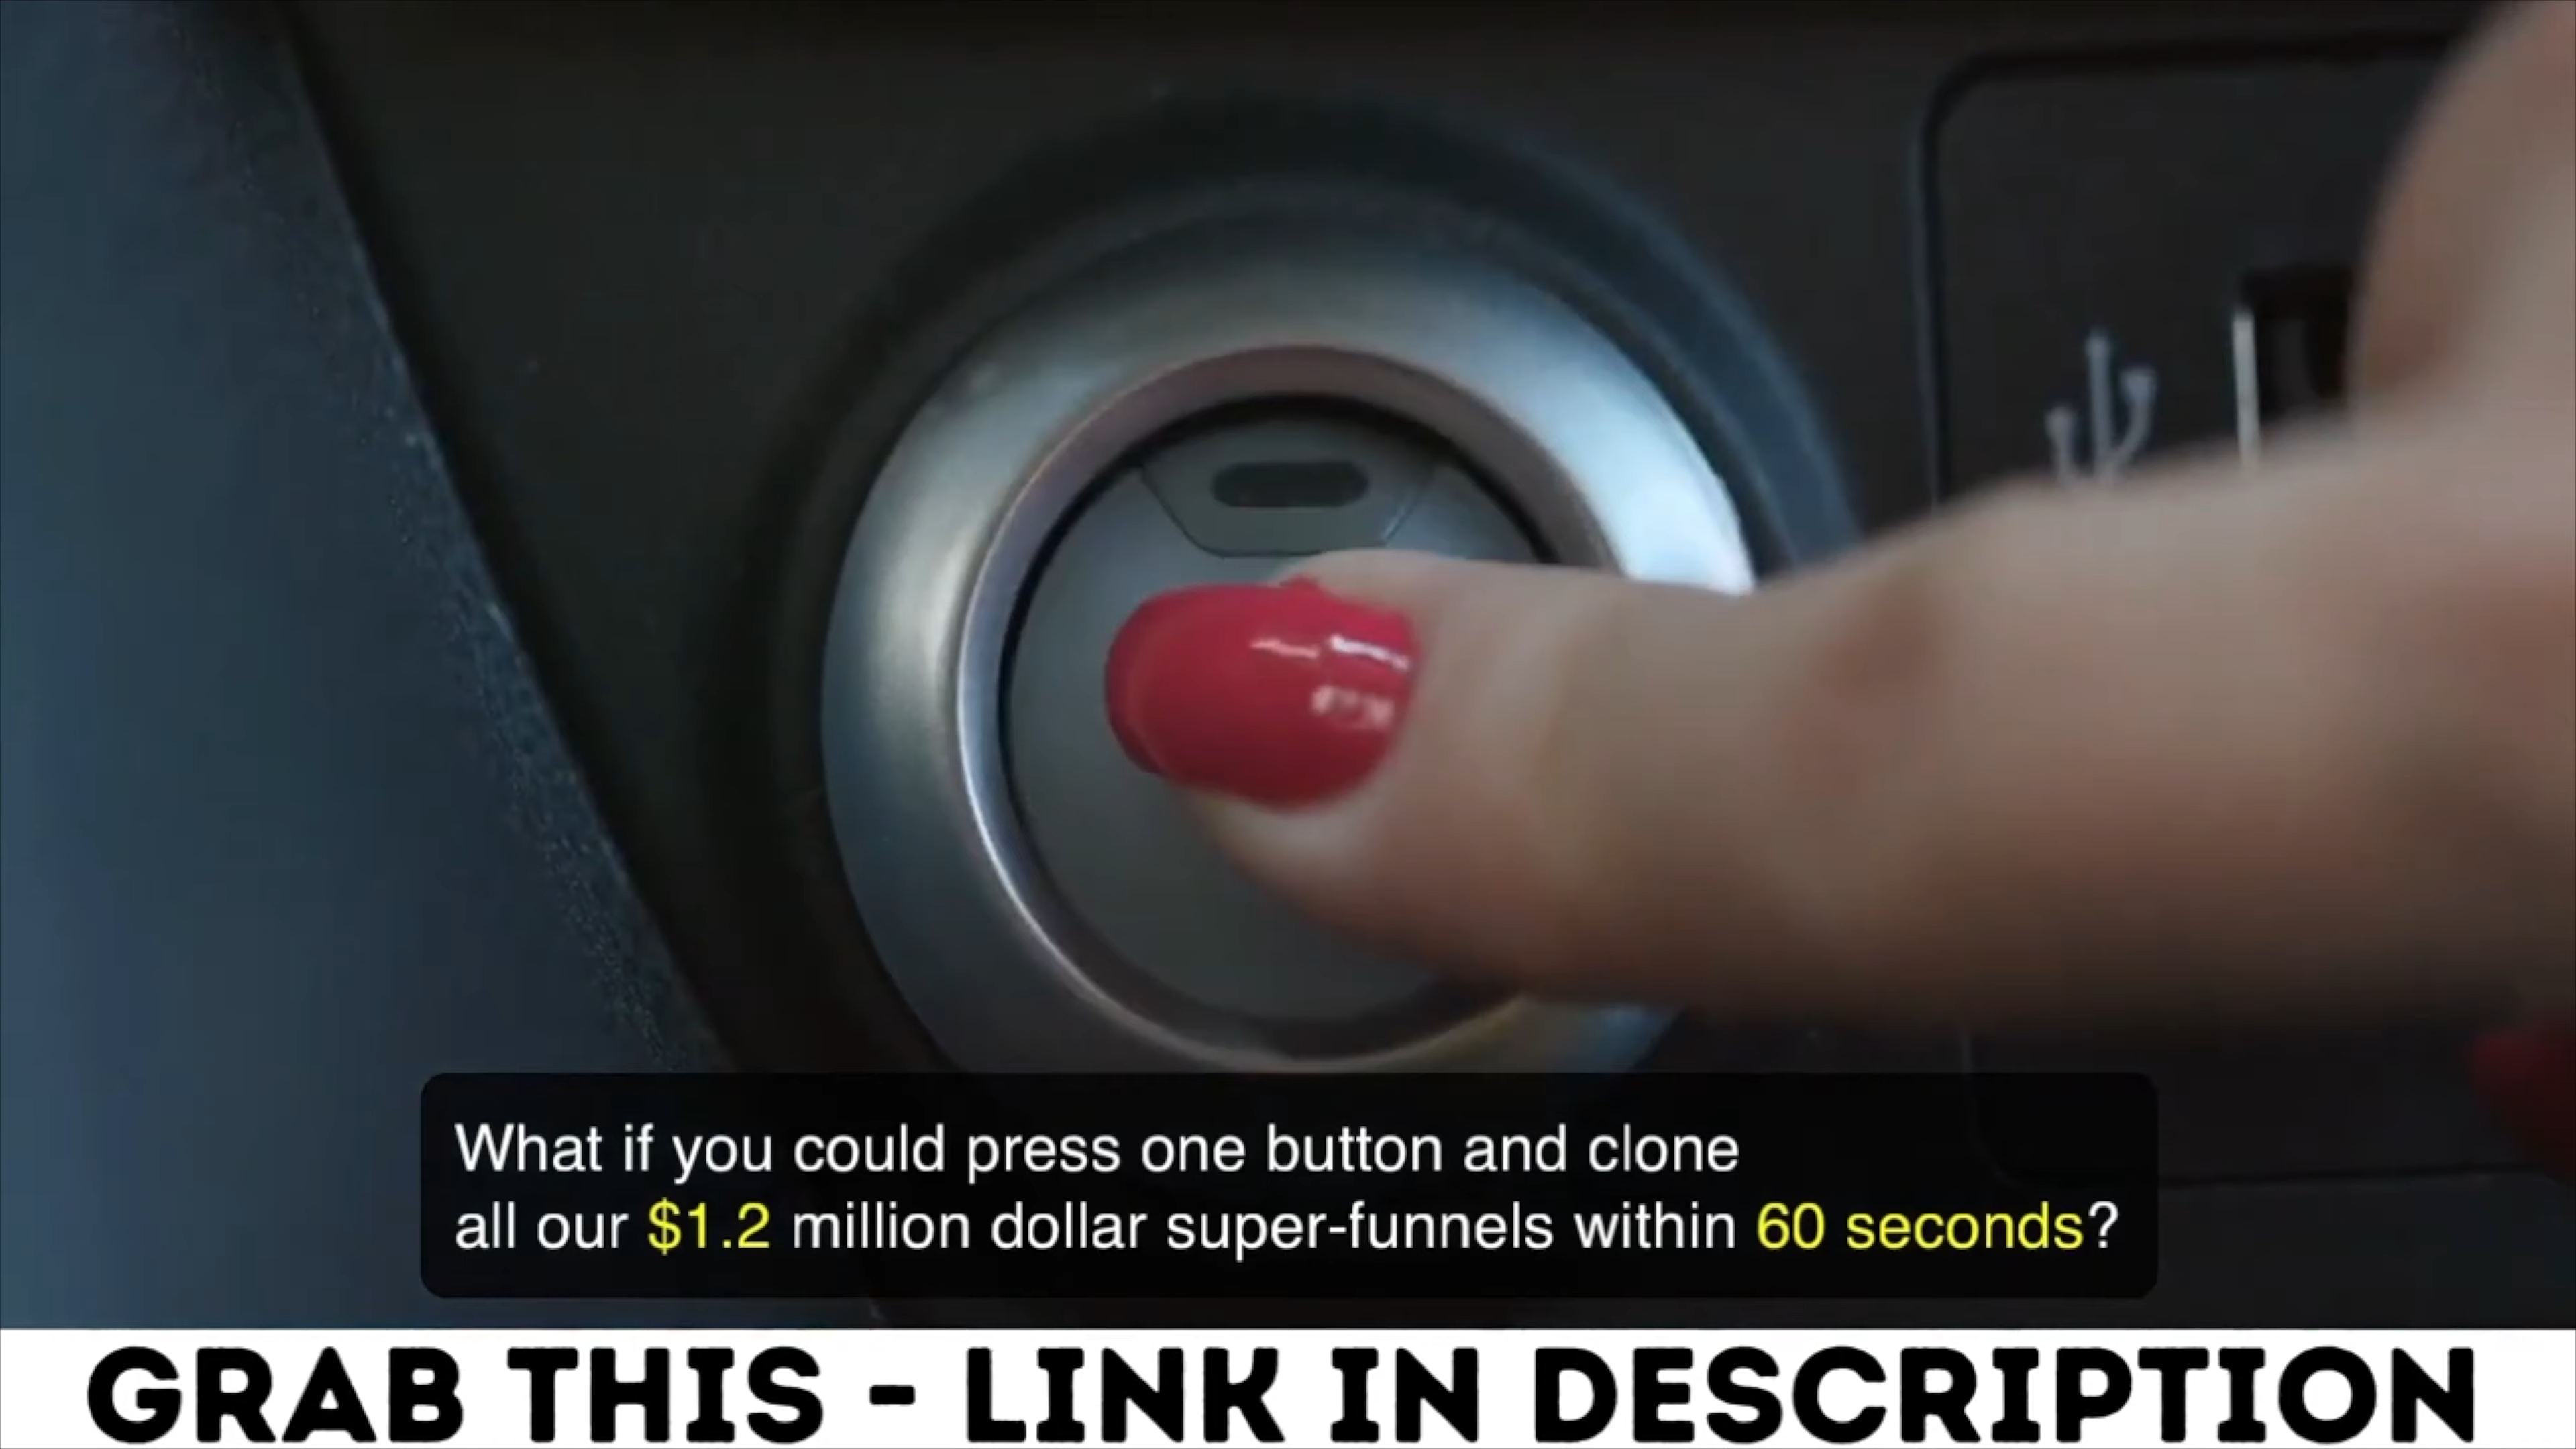 What if you could press one button and clone
all our $1.2 million dollar super-funnels within 60 seconds?
GRAB THIS - LINK IN DESCRIPTION